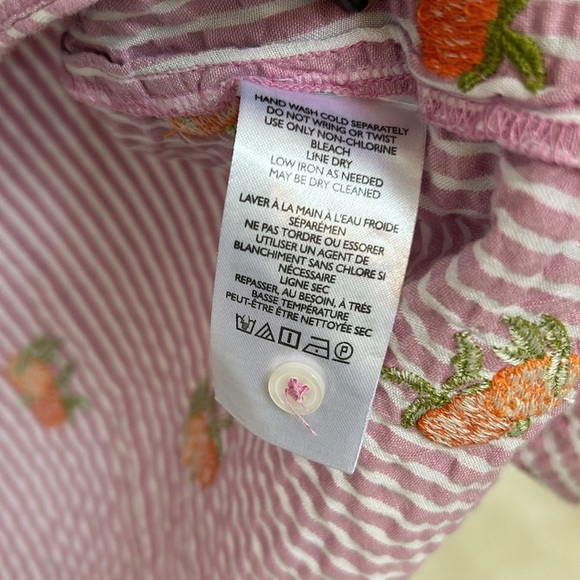 HAND WASH COLD SEPARATELY
DO NOT WRING OR TWIST
USE ONLY NON-CHLORINE
BLEACH
LINE DRY
LOW IRON AS NEEDED
MAY BE DRY CLEANED
LAVER À LA MAIN À L'EAU FROIDE
SÉPARÉMEN
NE PAS TORDRE OU ESSORER
UTILISER UN AGENT DE
BLANCHIMENT SANS CHLORE SI
NÉCESSAIRE
LIGNE SEC
REPASSER, AU BESOIN, À TRÉS
BASSE TEMPÉRATURE
PEUT-ÊTRE ÊTRE NETTOYÉE SEC